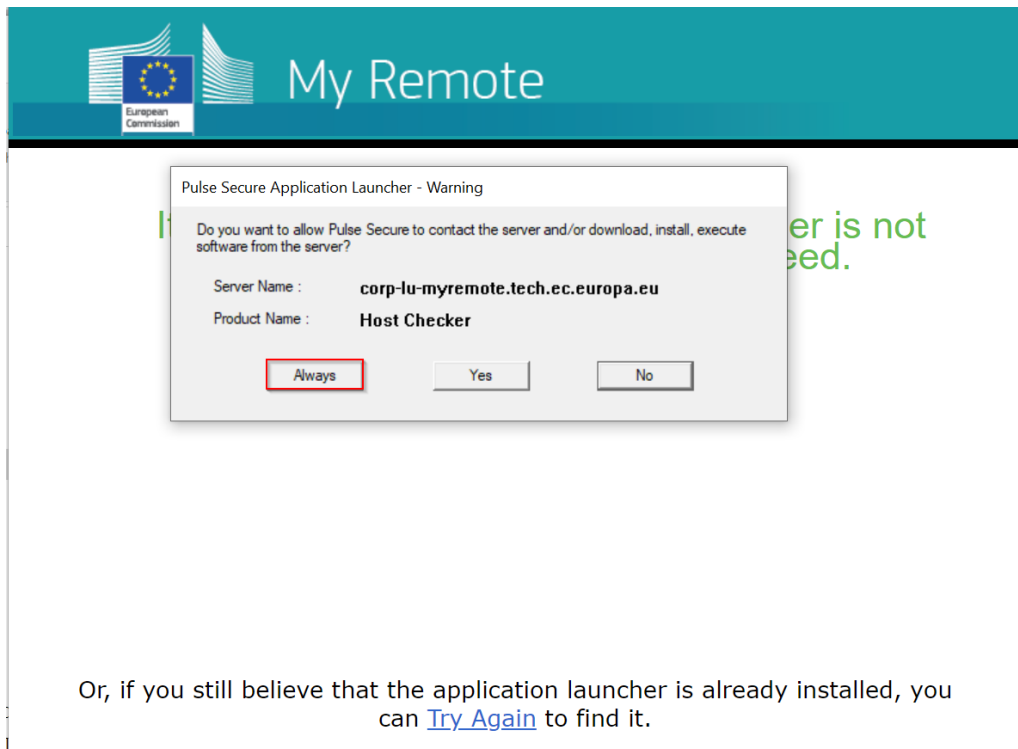 European
Commission
My Remote
Pulse Secure Application Launcher - Warning
er is not
eed.
Do you want to allow Pulse Secure to contact the server and/or download, install, execute
software from the server?
Server Name : corp-lu-myremote.tech.ec.europa.eu
Product Name : Host Checker
Always Yes No
Or, if you still believe that the application launcher is already installed, you
can Try Again to find it.